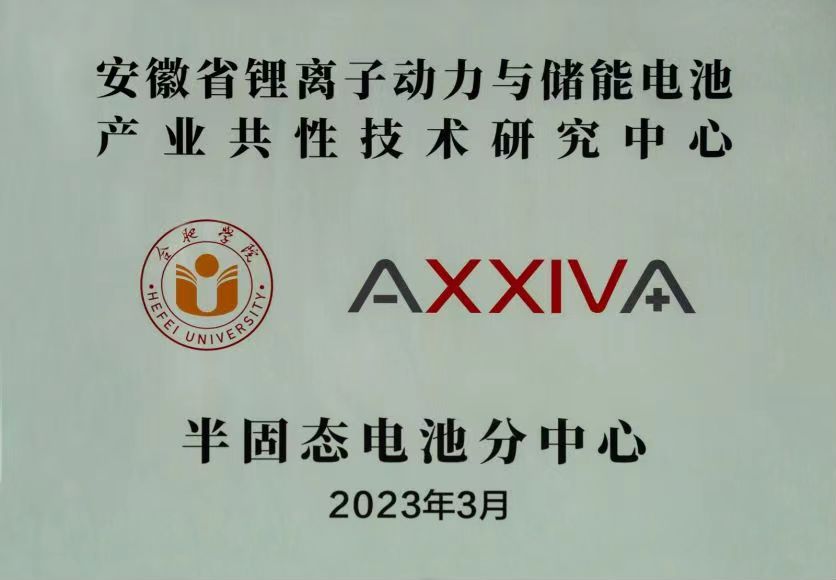 安徽省锂离子动力与储能电池
产业共性技术研究中心
合肥学院
·HEFEI UNIVERSITY·
AXXIVA
半固态电池分中心
2023年3月